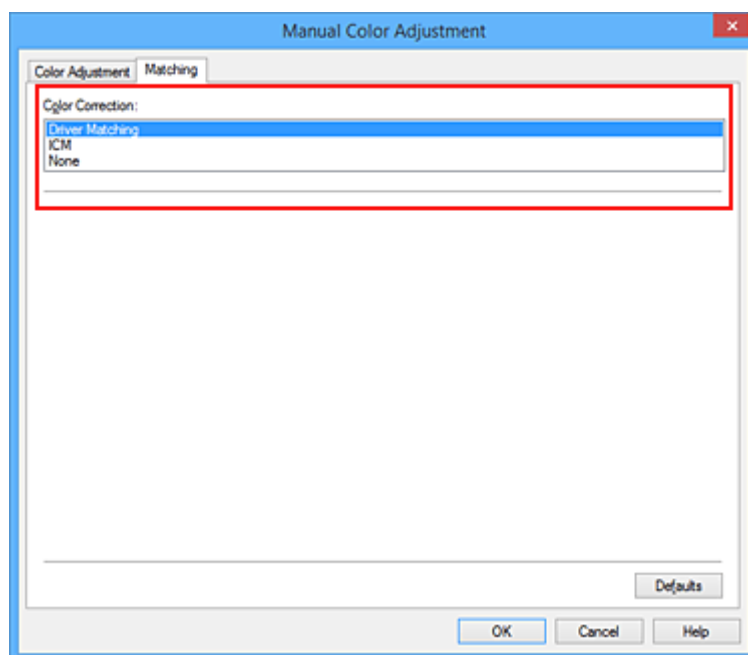 Manual Color Adjustment
Color Adjustment Matching
Color Correction:
Driver Matching
ICM
None
Defaults
OK Cancel Help